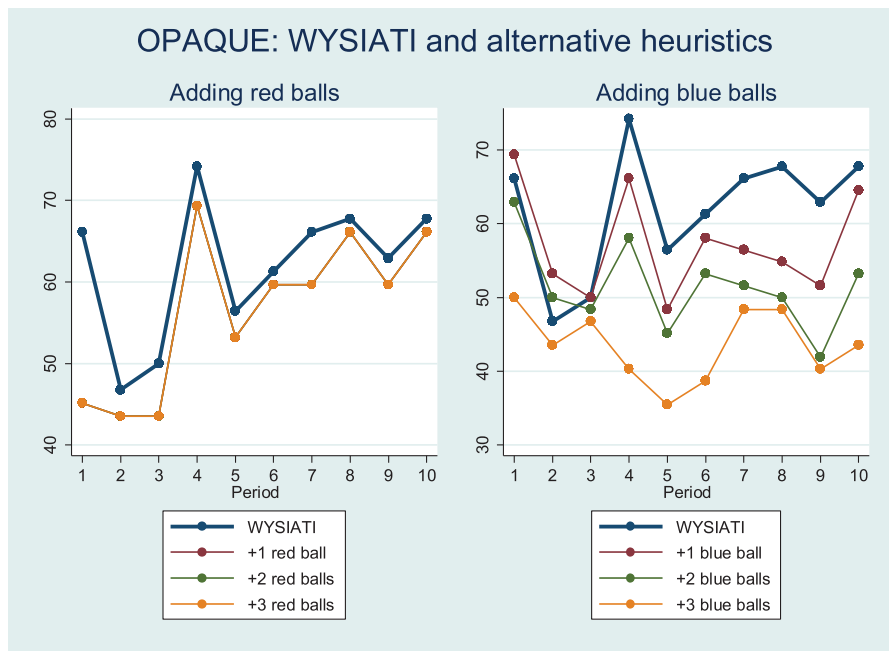 OPAQUE: WYSIATI and alternative heuristics
Adding red balls
80
70
60
50
40
1 2 3 4 5 6 7 8 9 10
Period
WYSIATI
+1 red ball
+2 red balls
+3 red balls
Adding blue balls
70
60
50
40
30
1 2 3 4 5 6 7 8 9 10
Period
WYSIATI
+1 blue ball
+2 blue balls
+3 blue balls